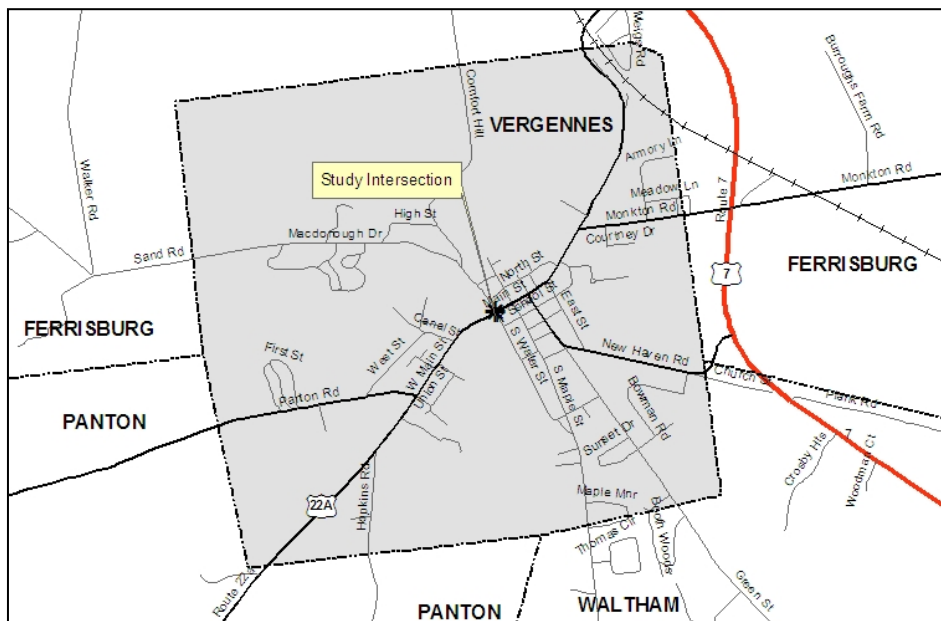 Meigs Rd
Burroughs Farm Rd
Comfort Hill
VERGENNES
Armory Ln
Walker Rd
Study Intersection
Meadow Ln
Monkton Rd
Route 7
High St
Monkton Rd
Macdonough Dr
Courtney Dr
Sand Rd
North St
FERRISBURG
7
Main St
School St
East St
FERRISBURG
Canal St
First St
West St
W Main St
S Water St
New Haven Rd
Church St
Union St
S Maple St
Bowman Rd
Plank Rd
Panton Rd
PANTON
Sunset Dr
7
Crosby Hts
Woodman Ct
22A
Hopkins Rd
Maple Mnr
Booth Woods
Thomas Cir
Route 22A
Green St
PANTON
WALTHAM